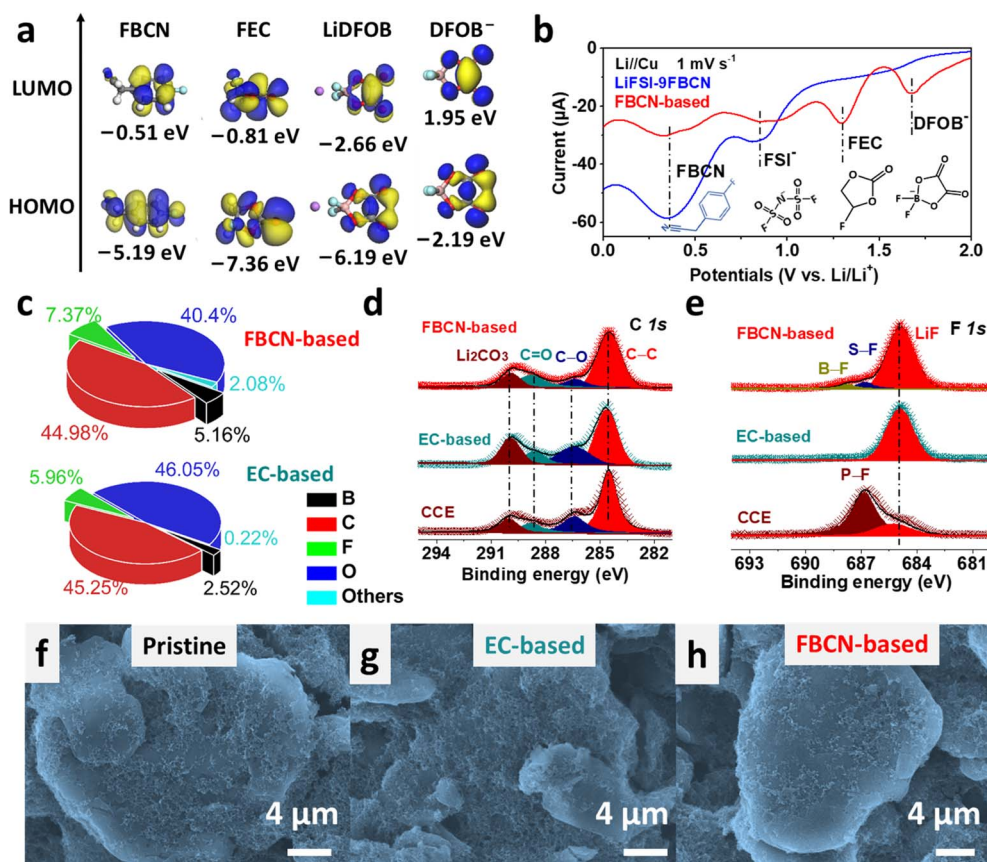 a
FBCN FEC LiDFOB DFOB⁻
LUMO
−0.51 eV −0.81 eV −2.66 eV 1.95 eV
HOMO
−5.19 eV −7.36 eV −6.19 eV −2.19 eV
b
Li//Cu 1 mV s⁻¹
LiFSI-9FBCN
FBCN-based
Current (μA)
0
-20
-40
-60
FBCN FSI⁻ FEC DFOB⁻
N F
O O N O O S S F F
O O O F
O O O O B F F
0.0 0.5 1.0 1.5 2.0
Potentials (V vs. Li/Li⁺)
c
7.37% 40.4%
FBCN-based
2.08%
44.98% 5.16%
5.96% 46.05% EC-based
0.22%
45.25% 2.52%
B
C
F
O
Others
d
C 1s
FBCN-based
Li₂CO₃ C=O C–O C–C
EC-based
CCE
294 291 288 285 281
Binding energy (eV)
e
F 1s
FBCN-based LiF
S–F
B–F
EC-based
P–F
CCE
693 690 687 684 681
Binding energy (eV)
f Pristine
4 μm
g EC-based
4 μm
h FBCN-based
4 μm